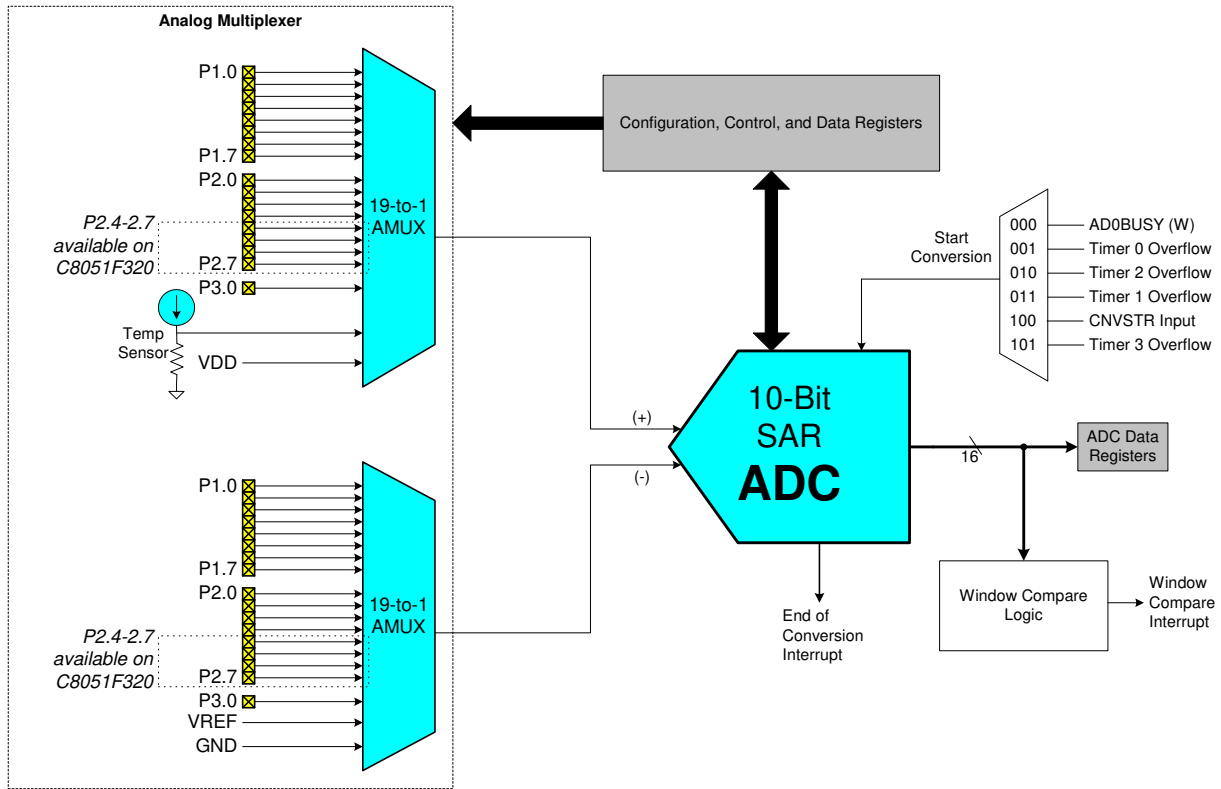 Analog Multiplexer
P1.0
P1.7
P2.0
P2.4-2.7
available on
C8051F320
P2.7
P3.0
Temp
Sensor
VDD
19-to-1
AMUX
Configuration, Control, and Data Registers
Start
Conversion
000
AD0BUSY (W)
001
Timer 0 Overflow
010
Timer 2 Overflow
011
Timer 1 Overflow
100
CNVSTR Input
101
Timer 3 Overflow
(+)
(-)
10-Bit
SAR
ADC
16
ADC Data
Registers
End of
Conversion
Interrupt
Window Compare
Logic
Window
Compare
Interrupt
P1.0
P1.7
P2.0
P2.4-2.7
available on
C8051F320
P2.7
P3.0
VREF
GND
19-to-1
AMUX